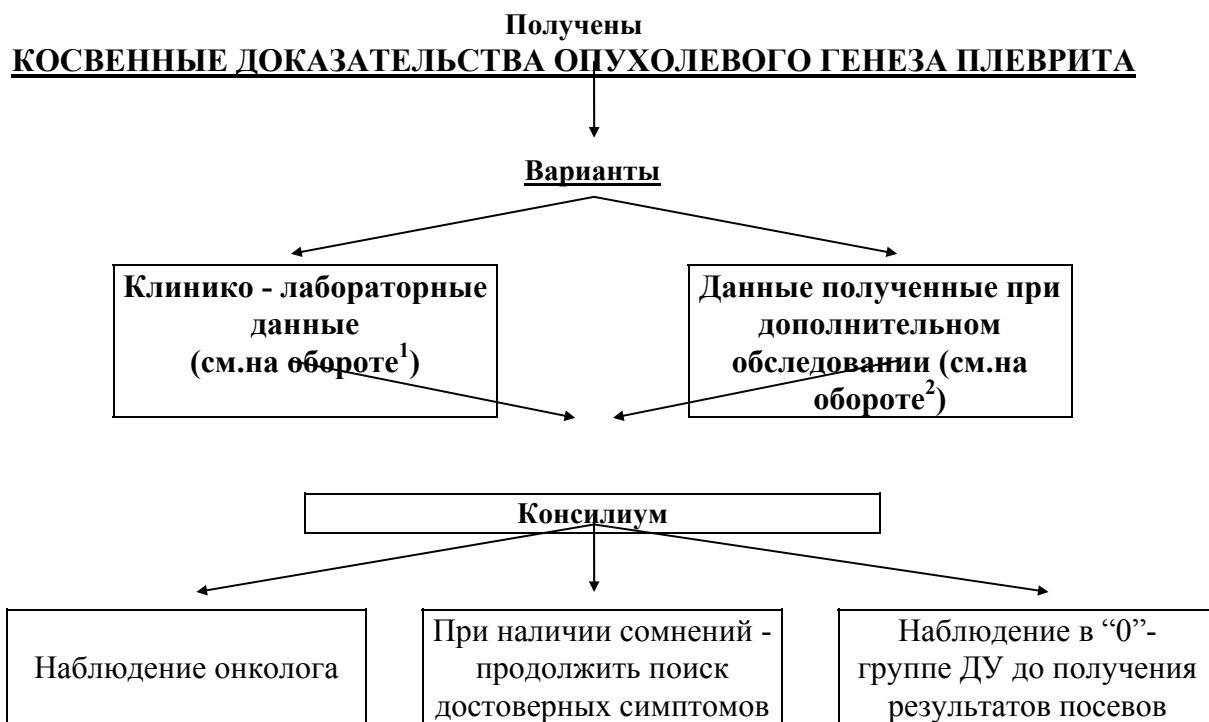 Получены
КОСВЕННЫЕ ДОКАЗАТЕЛЬСТВА ОПУХОЛЕВОГО ГЕНЕЗА ПЛЕВРИТА
Варианты
Клинико - лабораторные
данные
(см.на обороте¹)
Данные полученные при
дополнительном
обследовании (см.на
обороте²)
Консилиум
Наблюдение онколога
При наличии сомнений -
продолжить поиск
достоверных симптомов
Наблюдение в “0”-
группе ДУ до получения
результатов посевов